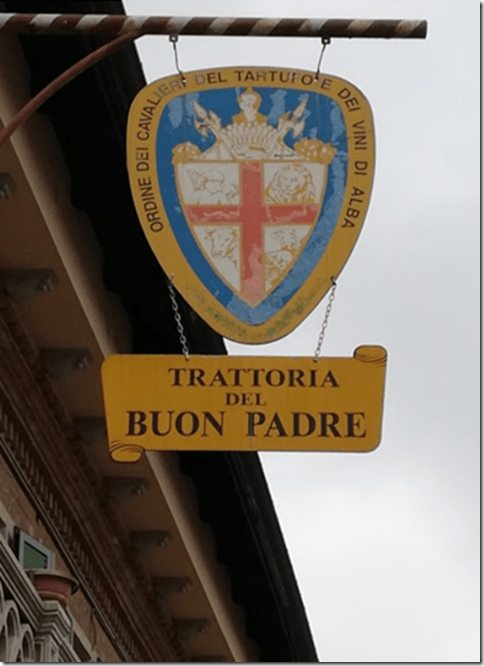 ORDINE DEI CAVALIERI DEL TARTUFO E DEI VINI DI ALBA
TRATTORIA
DEL
BUON PADRE